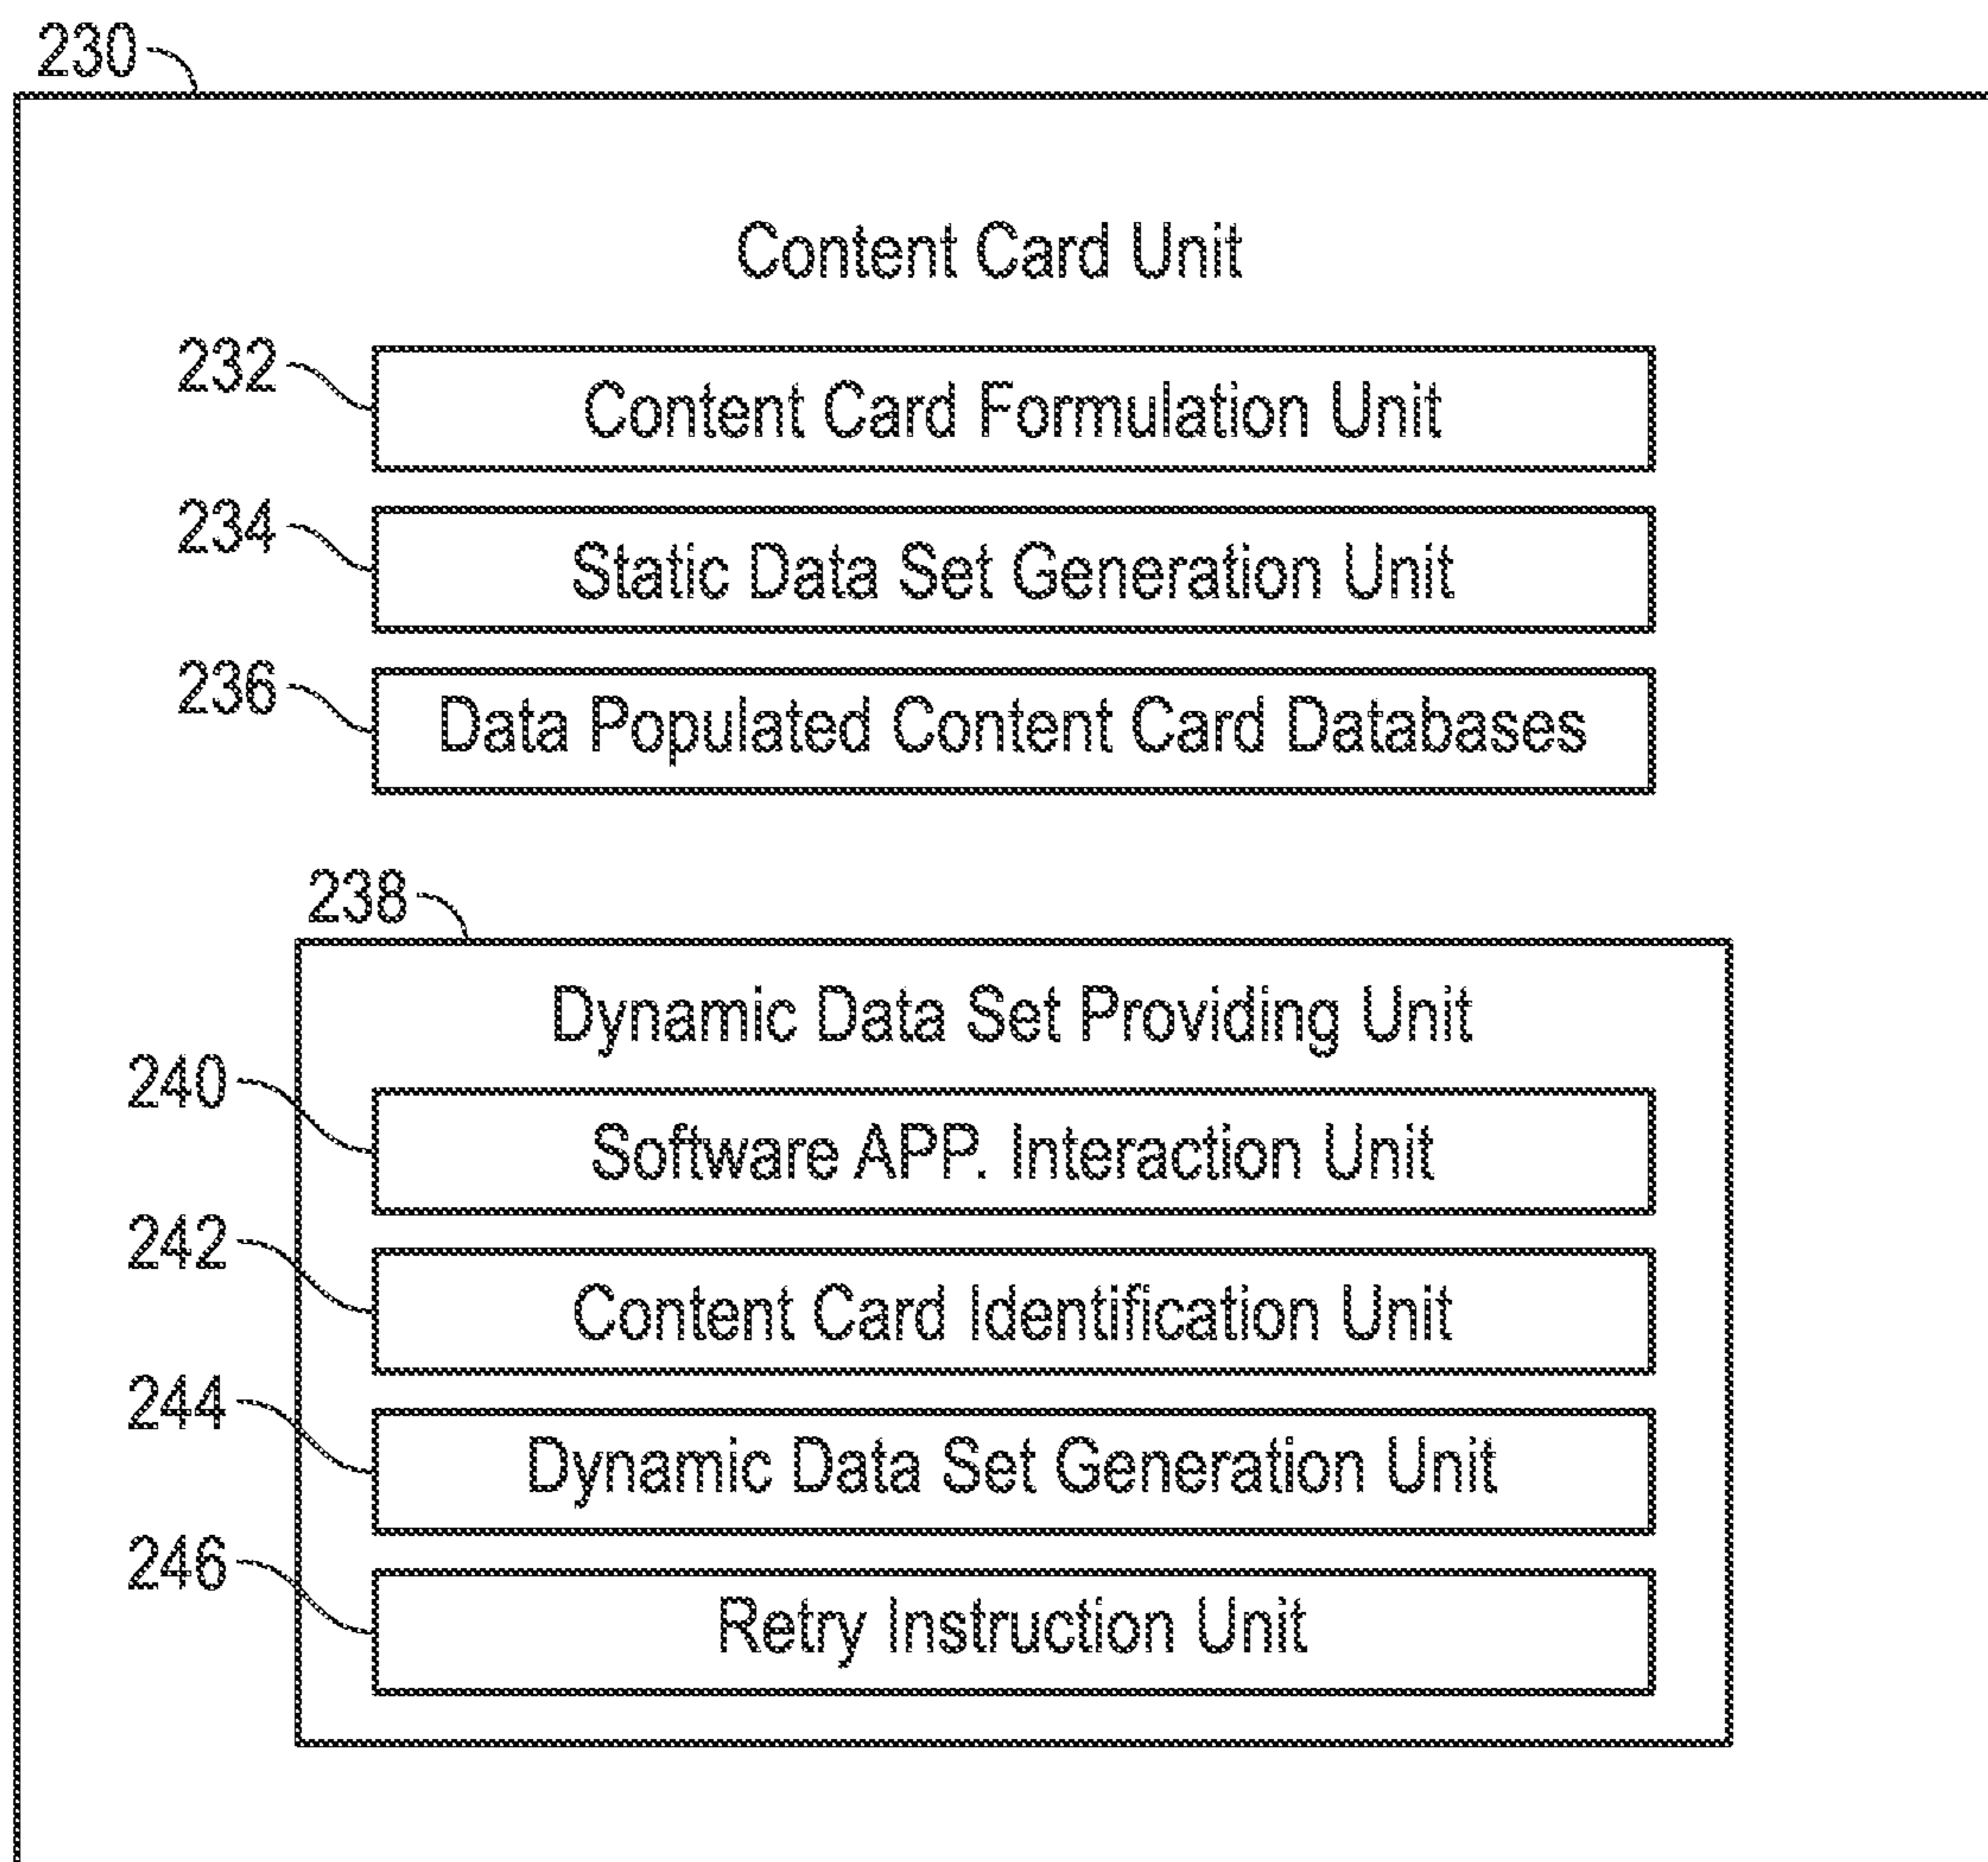 230
Content Card Unit
232
Content Card Formulation Unit
234
Static Data Set Generation Unit
236
Data Populated Content Card Databases
238
Dynamic Data Set Providing Unit
240
Software APP. Interaction Unit
242
Content Card Identification Unit
244
Dynamic Data Set Generation Unit
246
Retry Instruction Unit